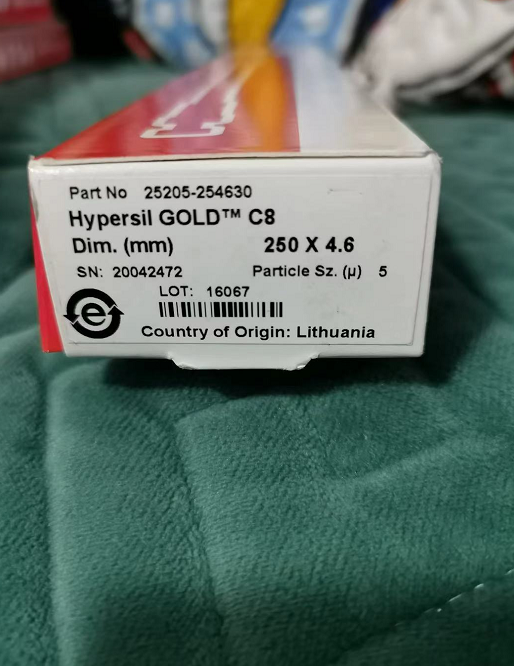 Part No 25205-254630
Hypersil GOLD™ C8
Dim. (mm) 250 X 4.6
SN: 20042472 Particle Sz. (µ) 5
LOT: 16067
e
Country of Origin: Lithuania